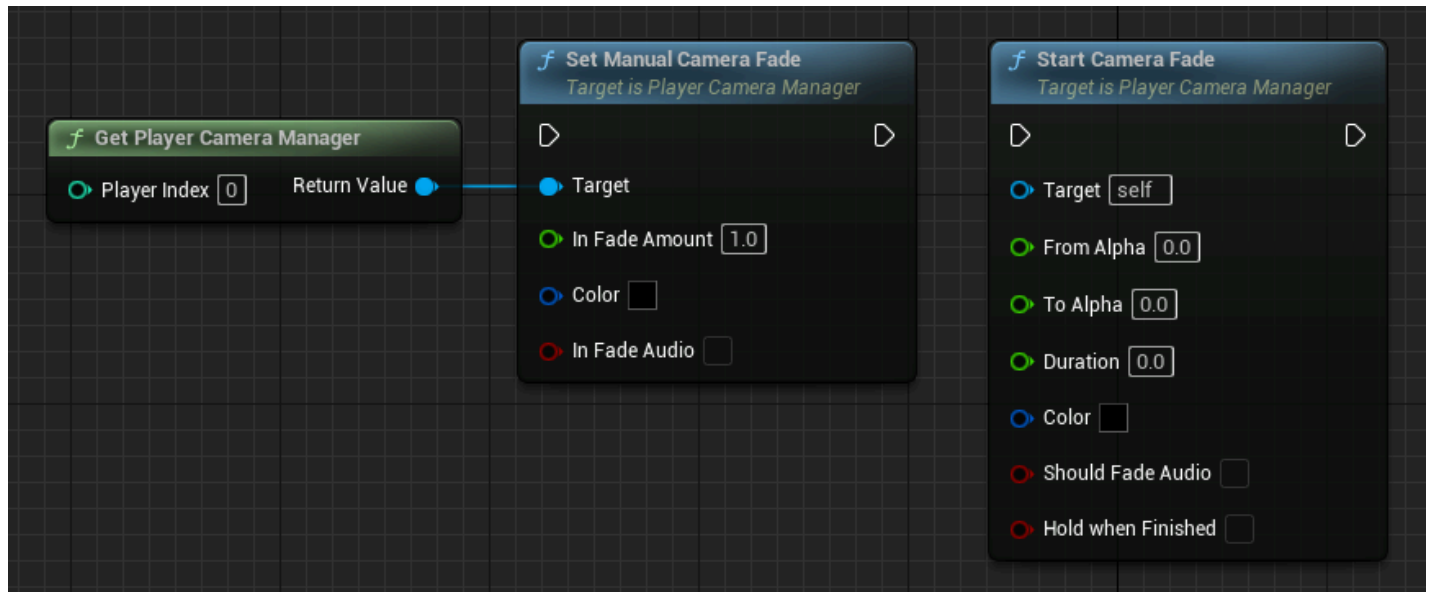 Get Player Camera Manager
Player Index 0
Return Value
Set Manual Camera Fade
Target is Player Camera Manager
Target
In Fade Amount 1.0
Color
In Fade Audio
Start Camera Fade
Target is Player Camera Manager
Target self
From Alpha 0.0
To Alpha 0.0
Duration 0.0
Color
Should Fade Audio
Hold when Finished